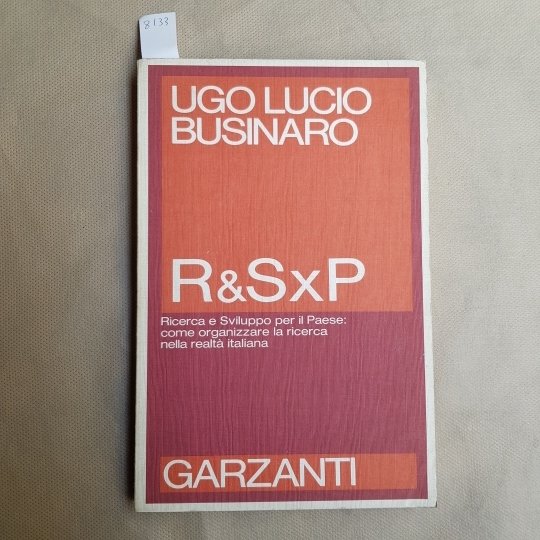 8133
UGO LUCIO
BUSINARO
R&SxP
Ricerca e Sviluppo per il Paese:
come organizzare la ricerca
nella realtà italiana
GARZANTI